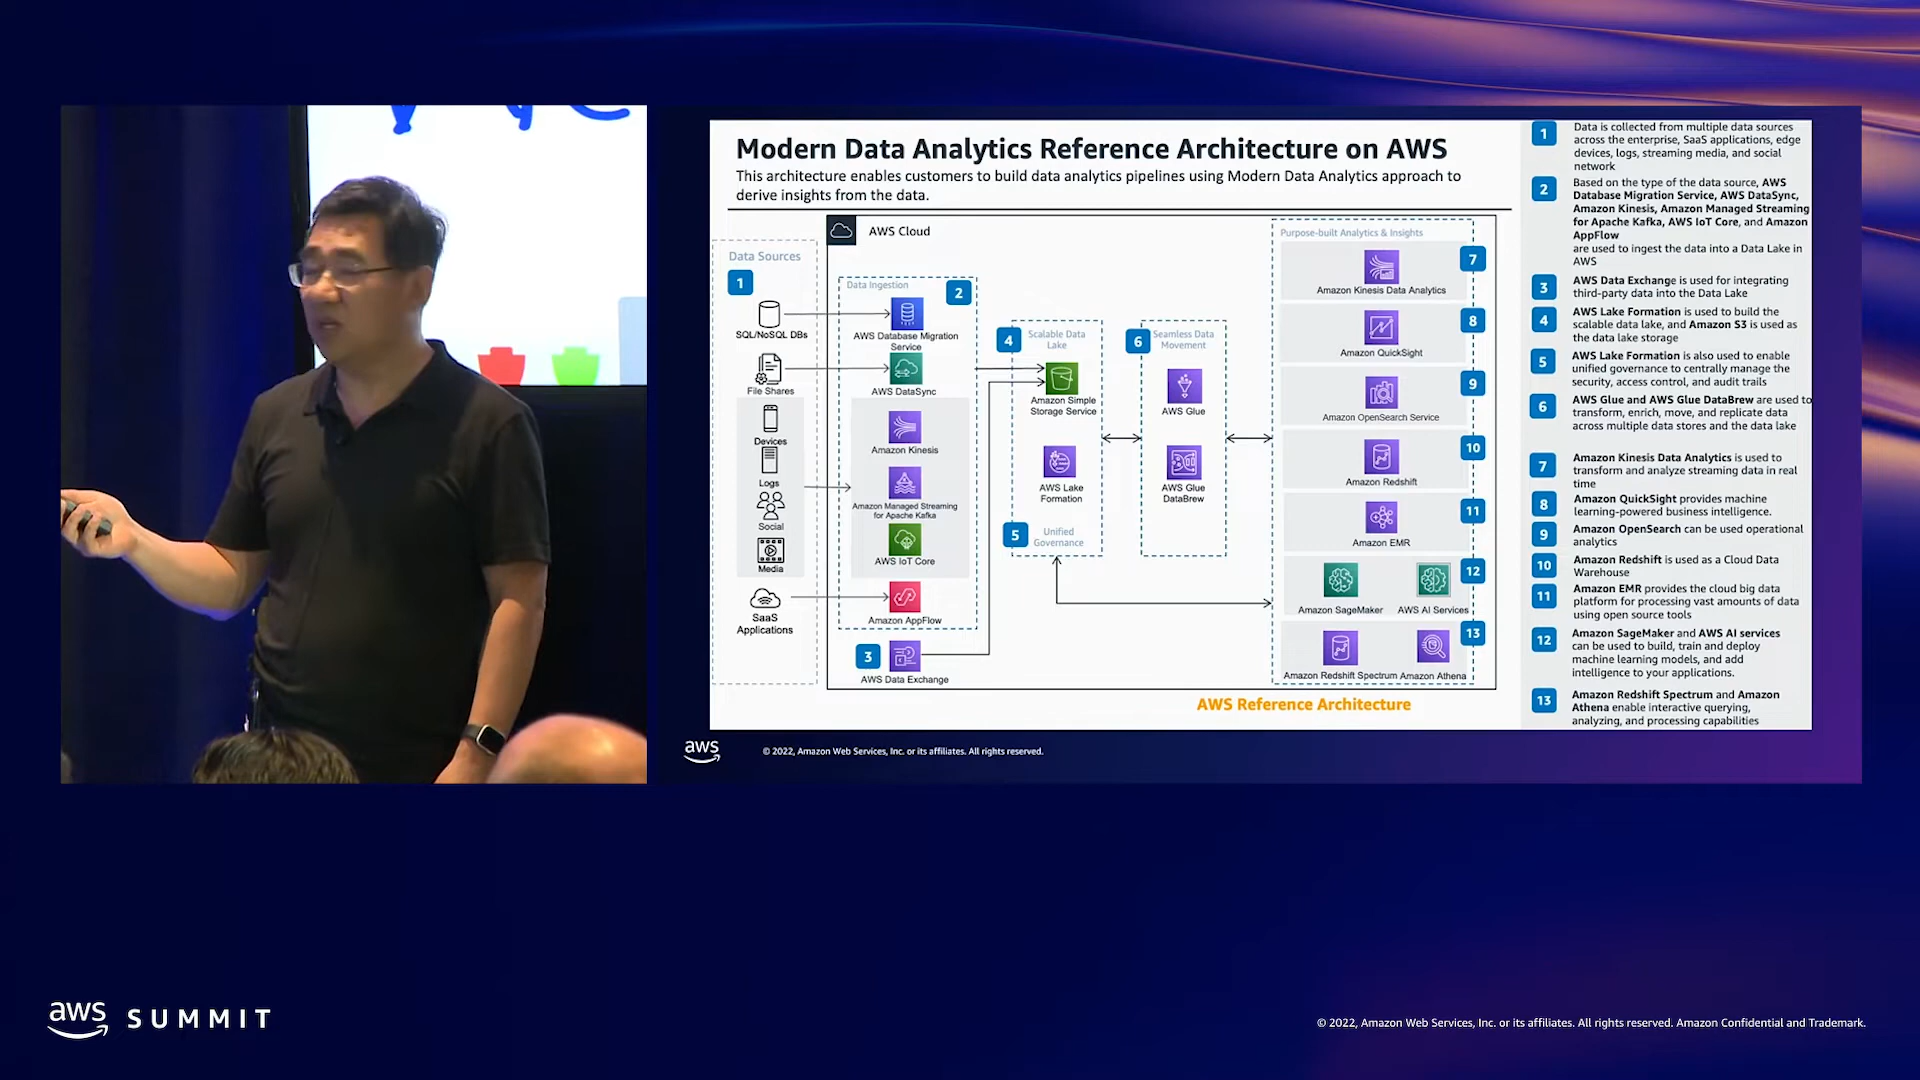 Modern Data Analytics Reference Architecture on AWS
This architecture enables customers to build data analytics pipelines using Modern Data Analytics approach to
derive insights from the data.
AWS Cloud
Data Sources
1
SQL/NoSQL DBs
File Shares
Devices
Logs
Social
Media
SaaS
Applications
Data Ingestion
2
AWS Database Migration
Service
AWS DataSync
Amazon Kinesis
Amazon Managed Streaming
for Apache Kafka
AWS IoT Core
Amazon AppFlow
3
AWS Data Exchange
4
Scalable Data
Lake
Amazon Simple
Storage Service
AWS Lake
Formation
5
Unified
Governance
6
Seamless Data
Movement
AWS Glue
AWS Glue
DataBrew
Purpose-built Analytics & Insights
7
Amazon Kinesis Data Analytics
8
Amazon QuickSight
9
Amazon OpenSearch Service
10
Amazon Redshift
11
Amazon EMR
12
Amazon SageMaker
AWS AI Services
13
Amazon Redshift Spectrum
Amazon Athena
AWS Reference Architecture
1
Data is collected from multiple data sources
across the enterprise, SaaS applications, edge
devices, logs, streaming media, and social
network
2
Based on the type of the data source, AWS
Database Migration Service, AWS DataSync,
Amazon Kinesis, Amazon Managed Streaming
for Apache Kafka, AWS IoT Core, and Amazon
AppFlow
are used to ingest the data into a Data Lake in
AWS
3
AWS Data Exchange is used for integrating
third-party data into the Data Lake
4
AWS Lake Formation is used to build the
scalable data lake, and Amazon S3 is used as
the data lake storage
5
AWS Lake Formation is also used to enable
unified governance to centrally manage the
security, access control, and audit trails
6
AWS Glue and AWS Glue DataBrew are used to
transform, enrich, move, and replicate data
across multiple data stores and the data lake
7
Amazon Kinesis Data Analytics is used to
transform and analyze streaming data in real
time
8
Amazon QuickSight provides machine
learning-powered business intelligence.
9
Amazon OpenSearch can be used operational
analytics
10
Amazon Redshift is used as a Cloud Data
Warehouse
11
Amazon EMR provides the cloud big data
platform for processing vast amounts of data
using open source tools
12
Amazon SageMaker and AWS AI services
can be used to build, train and deploy
machine learning models, and add
intelligence to your applications.
13
Amazon Redshift Spectrum and Amazon
Athena enable interactive querying,
analyzing, and processing capabilities
aws
© 2022, Amazon Web Services, Inc. or its affiliates. All rights reserved.
aws SUMMIT
© 2022, Amazon Web Services, Inc. or its affiliates. All rights reserved. Amazon Confidential and Trademark.